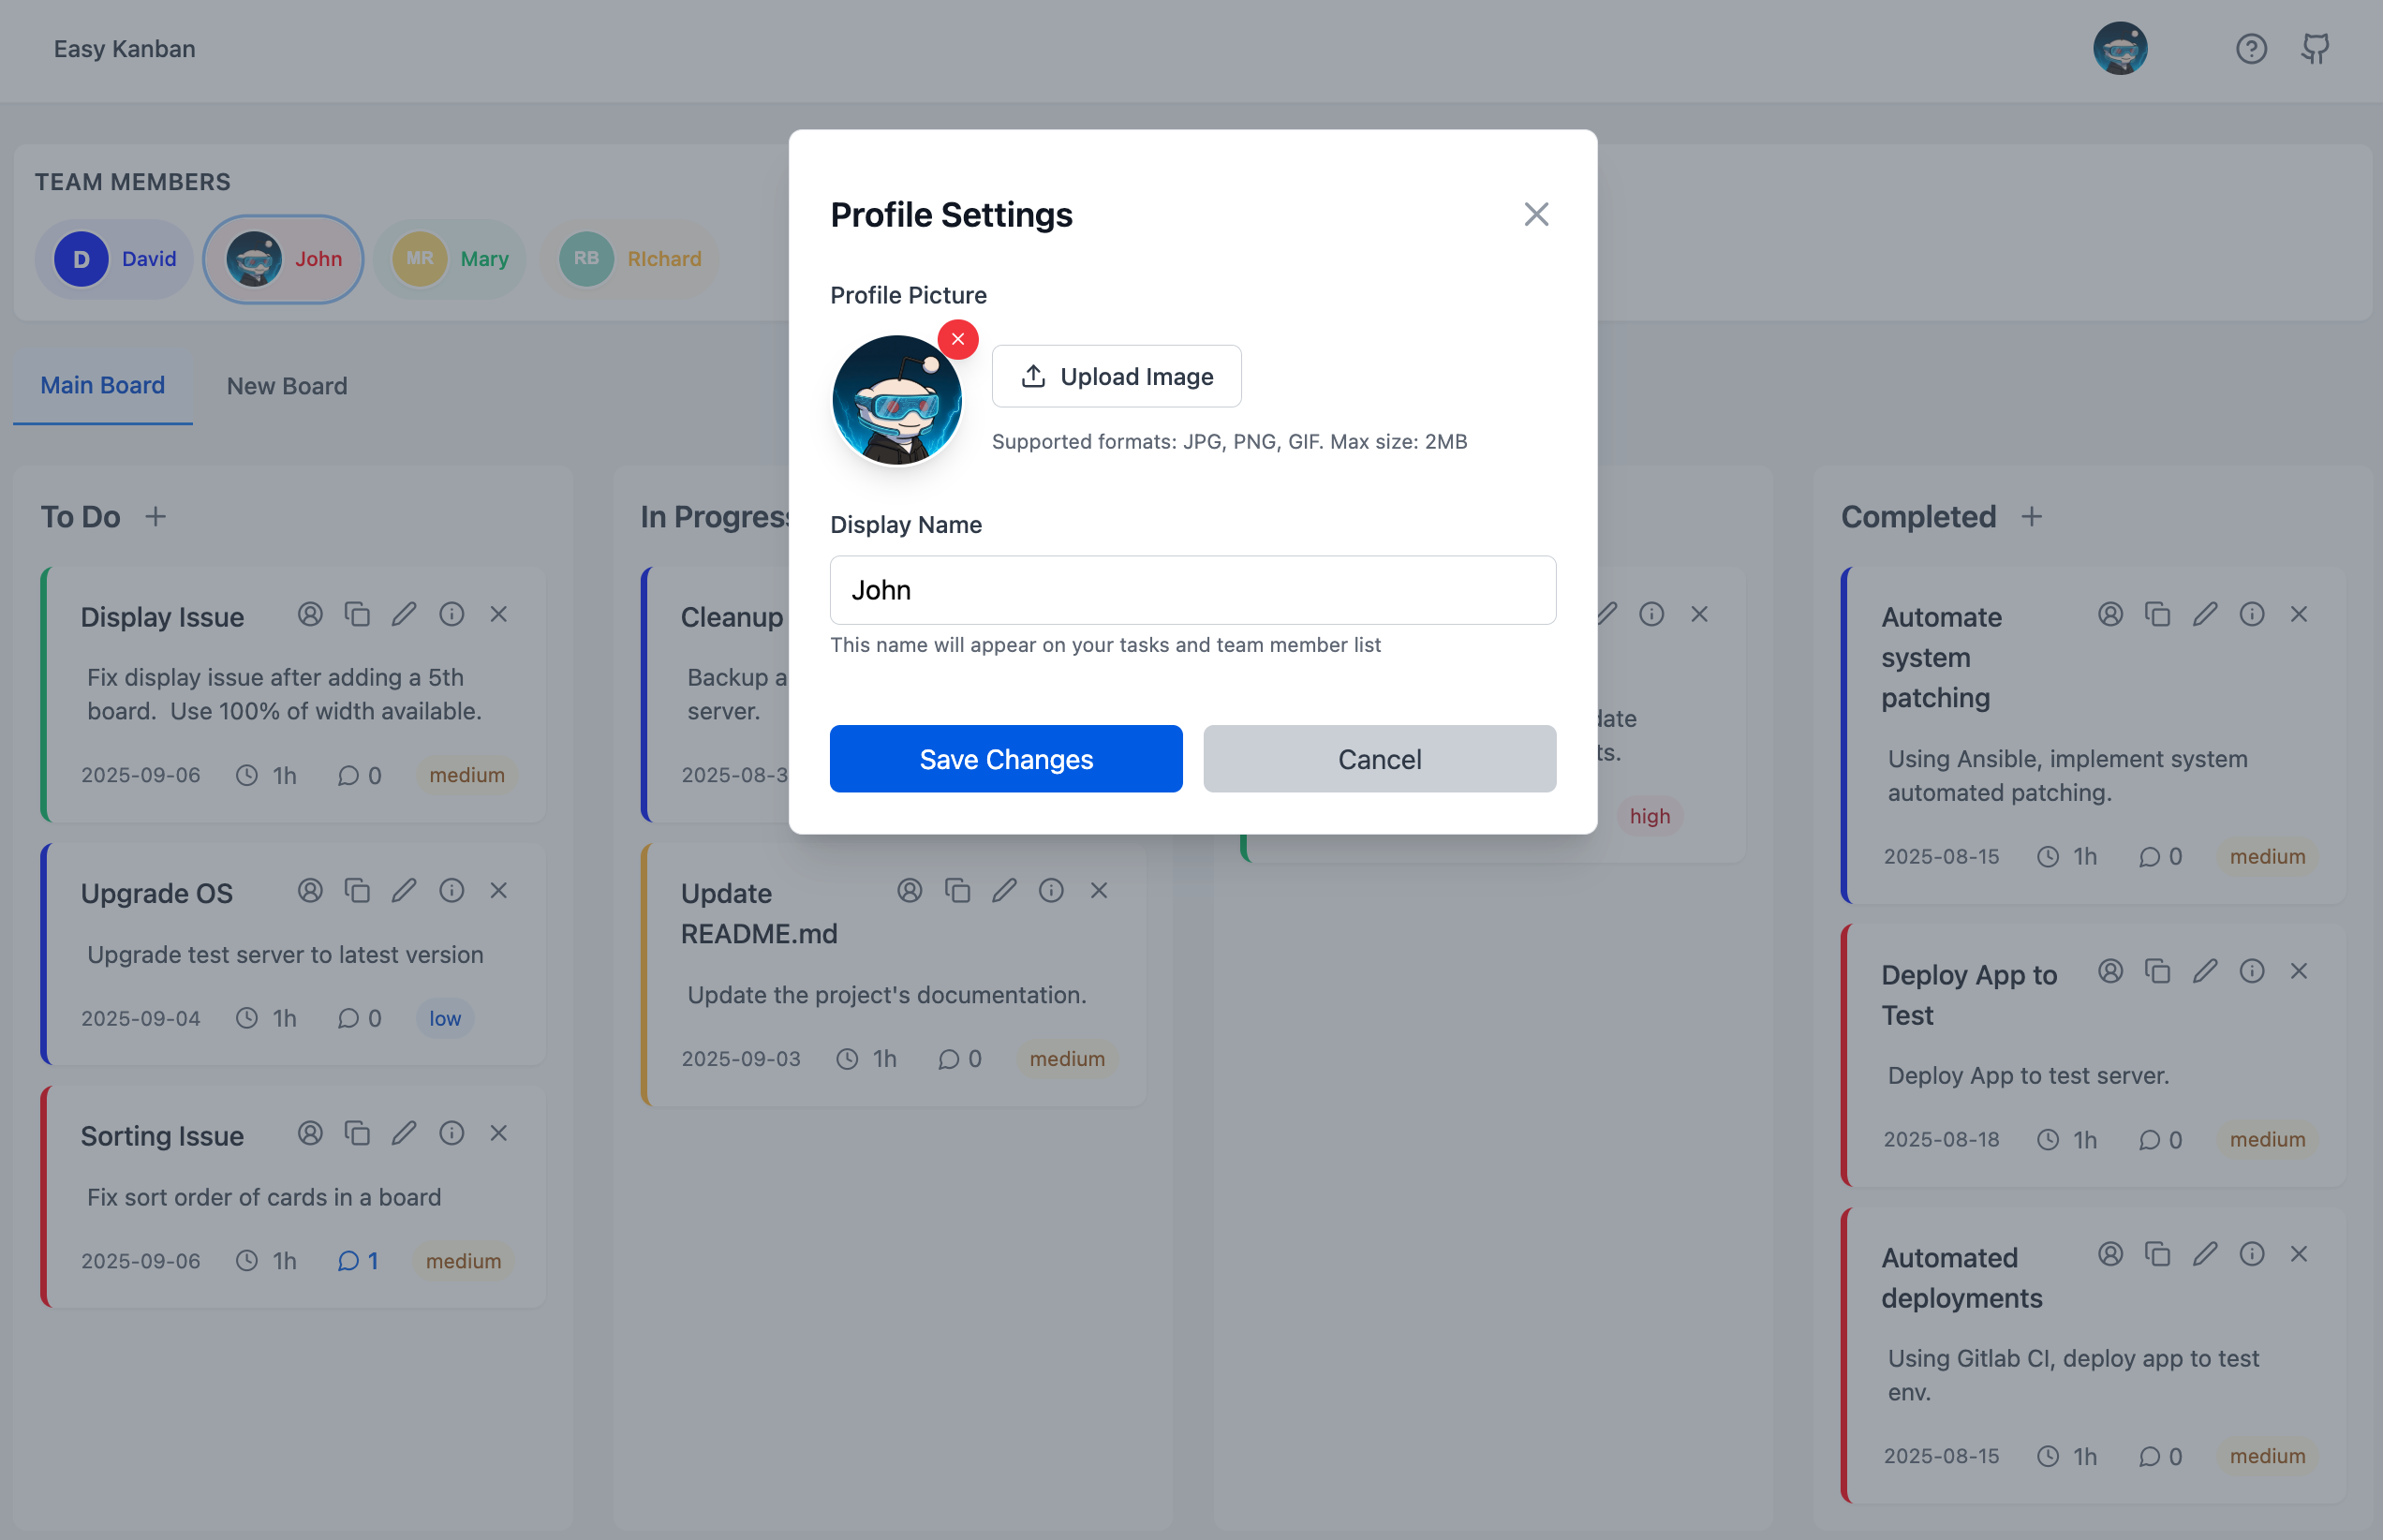 Easy Kanban
TEAM MEMBERS
D David
John
MR Mary
RB RIchard
Main Board
New Board
Profile Settings
Profile Picture
Upload Image
Supported formats: JPG, PNG, GIF. Max size: 2MB
Display Name
John
This name will appear on your tasks and team member list
Save Changes
Cancel
To Do
Display Issue
Fix display issue after adding a 5th
board. Use 100% of width available.
2025-09-06 1h 0 medium
Upgrade OS
Upgrade test server to latest version
2025-09-04 1h 0 low
Sorting Issue
Fix sort order of cards in a board
2025-09-06 1h 1 medium
In Progress
Cleanup
Backup
server.
Update
README.md
Update the project's documentation.
2025-09-03 1h 0 medium
high
Completed
Automate
system
patching
Using Ansible, implement system
automated patching.
2025-08-15 1h 0 medium
Deploy App to
Test
Deploy App to test server.
2025-08-18 1h 0 medium
Automated
deployments
Using Gitlab CI, deploy app to test
env.
2025-08-15 1h 0 medium